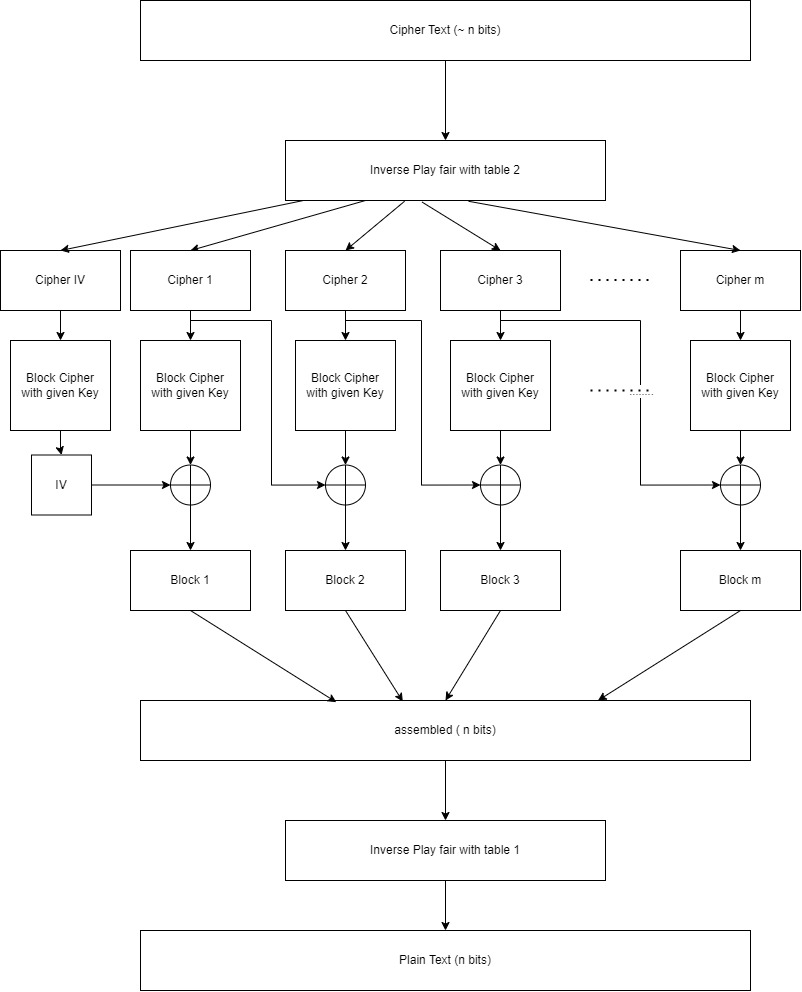 Cipher Text (~ n bits)
Inverse Play fair with table 2
Cipher IV
Cipher 1
Cipher 2
Cipher 3
........
Cipher m
Block Cipher
with given Key
Block Cipher
with given Key
Block Cipher
with given Key
Block Cipher
with given Key
........
Block Cipher
with given Key
IV
Block 1
Block 2
Block 3
Block m
assembled ( n bits)
Inverse Play fair with table 1
Plain Text (n bits)